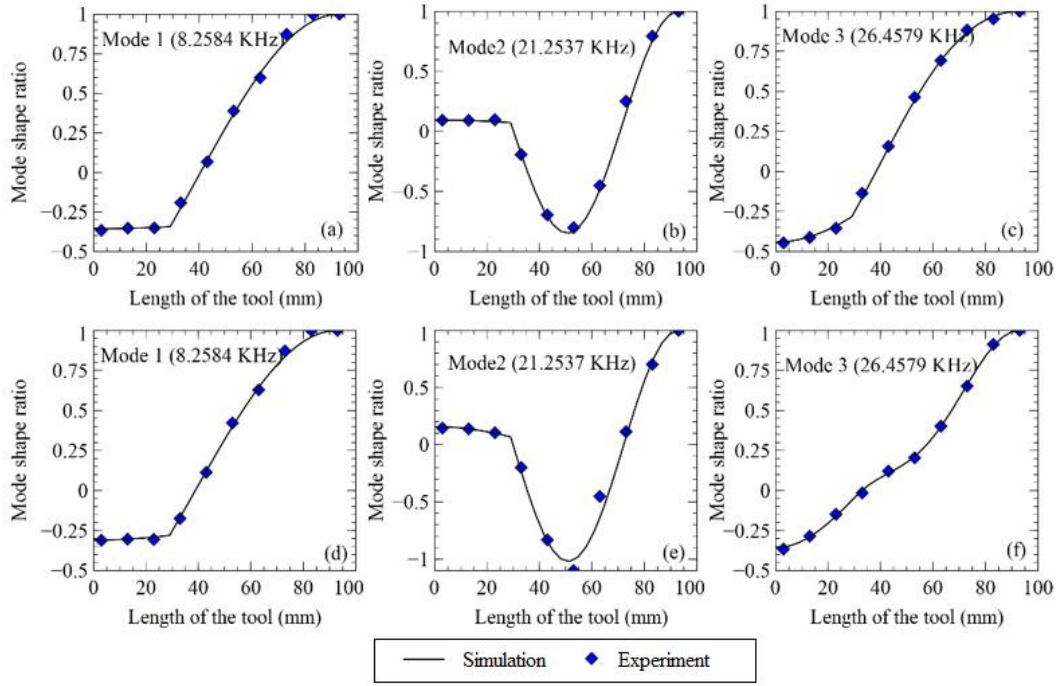 Mode shape ratio
1
0.75
0.5
0.25
0
−0.25
−0.5
Mode 1 (8.2584 KHz)
(a)
0 20 40 60 80 100
Length of the tool (mm)
Mode shape ratio
1
0.5
0
−0.5
−1
Mode2 (21.2537 KHz)
(b)
0 20 40 60 80 100
Length of the tool (mm)
Mode shape ratio
1
0.75
0.5
0.25
0
−0.25
−0.5
Mode 3 (26.4579 KHz)
(c)
0 20 40 60 80 100
Length of the tool (mm)
Mode shape ratio
1
0.75
0.5
0.25
0
−0.25
−0.5
Mode 1 (8.2584 KHz)
(d)
0 20 40 60 80 100
Length of the tool (mm)
Mode shape ratio
1
0.5
0
−0.5
−1
Mode2 (21.2537 KHz)
(e)
0 20 40 60 80 100
Length of the tool (mm)
Mode shape ratio
1
0.75
0.5
0.25
0
−0.25
−0.5
Mode 3 (26.4579 KHz)
(f)
0 20 40 60 80 100
Length of the tool (mm)
Simulation Experiment